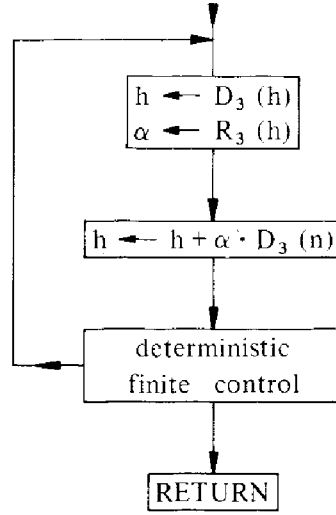 h ← D₃ (h)
α ← R₃ (h)
h ← h + α · D₃ (n)
deterministic
finite control
RETURN